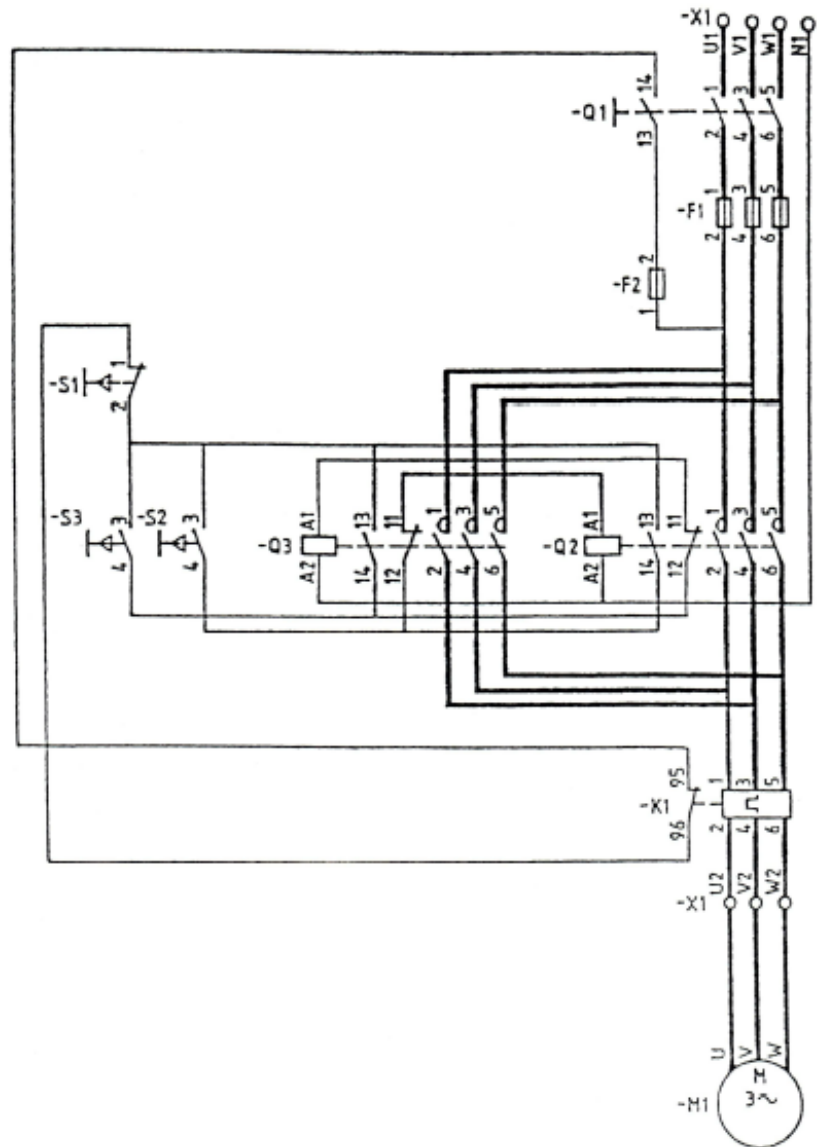 -X1
U1 V1 W1 N1
14 1 3 5
-Q1
13 2 4 6
1 3 5
-F1
2 4 6
2
-F2
1
1
-S1
2
-S3 3 -S2 3 A1 13 11 1 3 5 A1 13 11 1 3 5
-Q3 -Q2
4 4 A2 14 12 2 4 6 A2 14 12 2 4 6
95 1 3 5
-K1
96 2 4 6
U2 V2 W2
-X1
U V W
M
-M1 3~